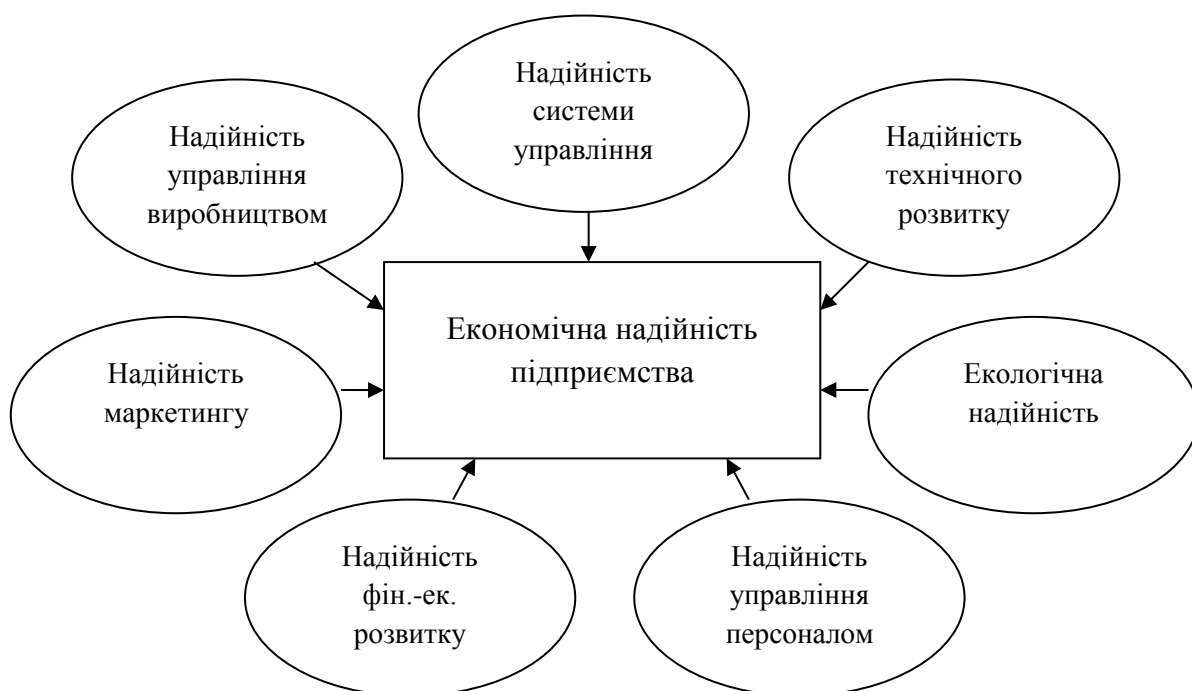 Надійність
системи
управління
Надійність
управління
виробництвом
Надійність
технічного
розвитку
Економічна надійність
підприємства
Надійність
маркетингу
Екологічна
надійність
Надійність
фін.-ек.
розвитку
Надійність
управління
персоналом